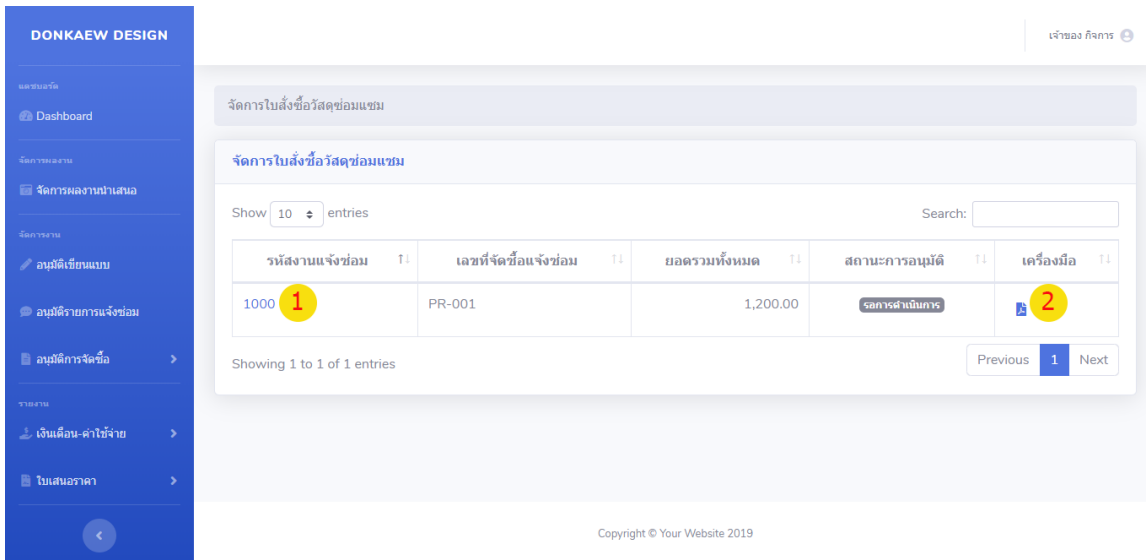 DONKAEW DESIGN
เจ้าของ กิจการ
แดชบอร์ด
Dashboard
จัดการผลงาน
จัดการผลงานนำเสนอ
จัดการงาน
อนุมัติเขียนแบบ
อนุมัติรายการแจ้งซ่อม
อนุมัติการจัดซื้อ
รายงาน
เงินเดือน-ค่าใช้จ่าย
ใบเสนอราคา
จัดการใบสั่งซื้อวัสดุซ่อมแซม
จัดการใบสั่งซื้อวัสดุซ่อมแซม
Show 10 entries Search:
รหัสงานแจ้งซ่อม เลขที่จัดซื้อแจ้งซ่อม ยอดรวมทั้งหมด สถานะการอนุมัติ เครื่องมือ
1000 1 PR-001 1,200.00 รอการดำเนินการ 2
Showing 1 to 1 of 1 entries Previous 1 Next
Copyright © Your Website 2019